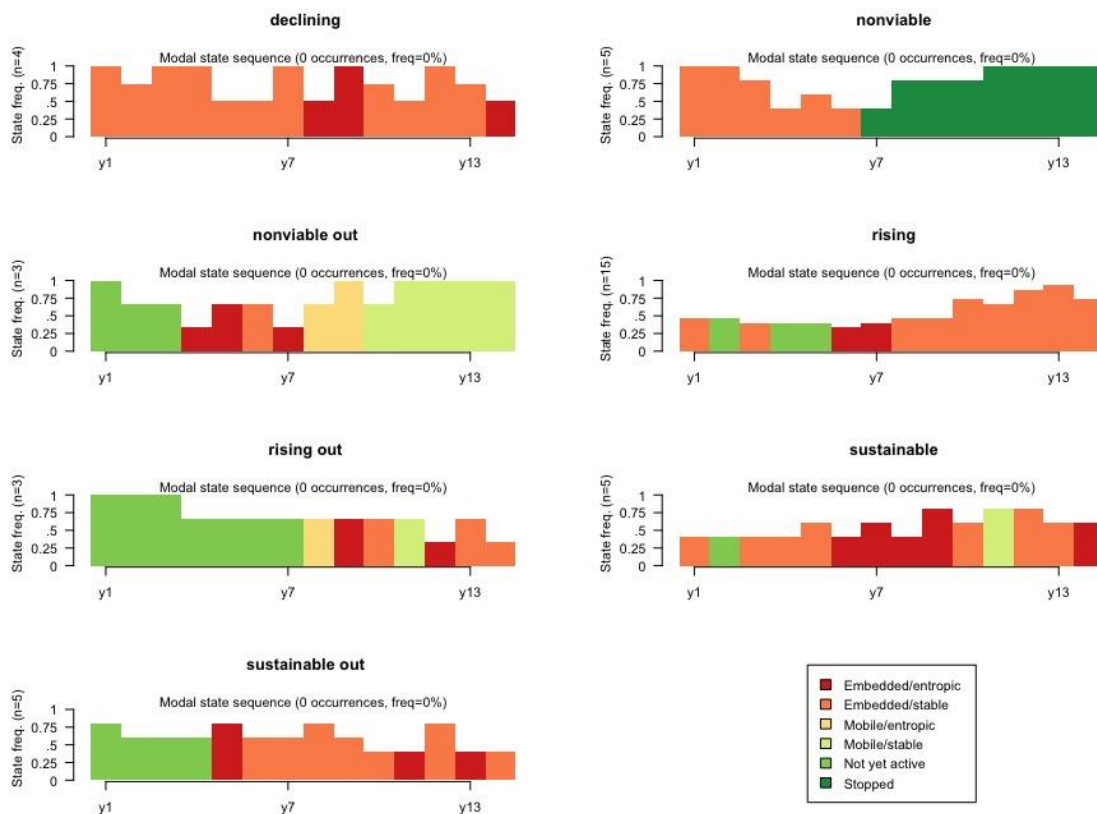 declining
Modal state sequence (0 occurrences, freq=0%)
State freq. (n=4)
1
0.75
.5
0.25
0
y1
y7
y13
nonviable
Modal state sequence (0 occurrences, freq=0%)
State freq. (n=5)
1
0.75
.5
0.25
0
y1
y7
y13
nonviable out
Modal state sequence (0 occurrences, freq=0%)
State freq. (n=3)
1
0.75
.5
0.25
0
y1
y7
y13
rising
Modal state sequence (0 occurrences, freq=0%)
State freq. (n=15)
1
0.75
.5
0.25
0
y1
y7
y13
rising out
Modal state sequence (0 occurrences, freq=0%)
State freq. (n=3)
1
0.75
.5
0.25
0
y1
y7
y13
sustainable
Modal state sequence (0 occurrences, freq=0%)
State freq. (n=5)
1
0.75
.5
0.25
0
y1
y7
y13
sustainable out
Modal state sequence (0 occurrences, freq=0%)
State freq. (n=5)
1
0.75
.5
0.25
0
y1
y7
y13
Embedded/entropic
Embedded/stable
Mobile/entropic
Mobile/stable
Not yet active
Stopped